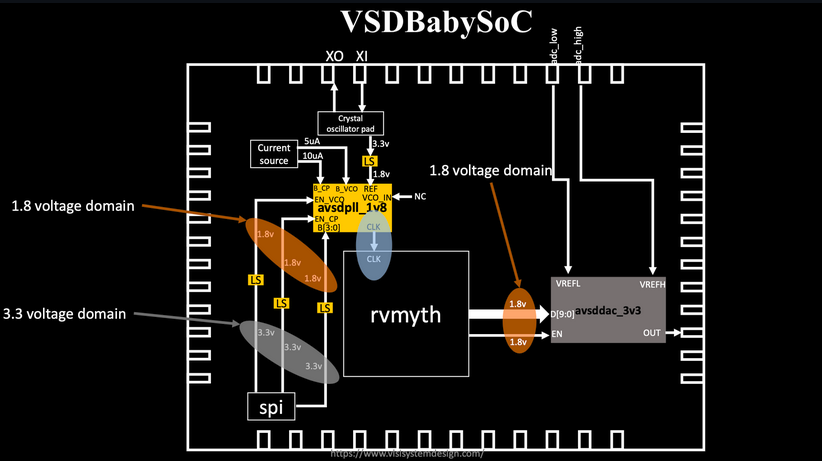 VSDBabySoC
XO XI
adc_low
adc_high
Crystal
oscillator pad
Current
source
5uA
10uA
3.3v
LS
1.8v
B_CP B_VCO REF
VCO_IN
NC
EN_VCO
avsdpll_1v8
EN_CP
B[3:0]
CLK
CLK
1.8 voltage domain
1.8 voltage domain
1.8v
1.8v
1.8v
LS
LS
LS
3.3 voltage domain
3.3v
3.3v
3.3v
spi
rvmyth
1.8v
1.8v
VREFL
VREFH
avsddac_3v3
D[9:0]
EN
OUT
https://www.vlsisystemdesign.com/